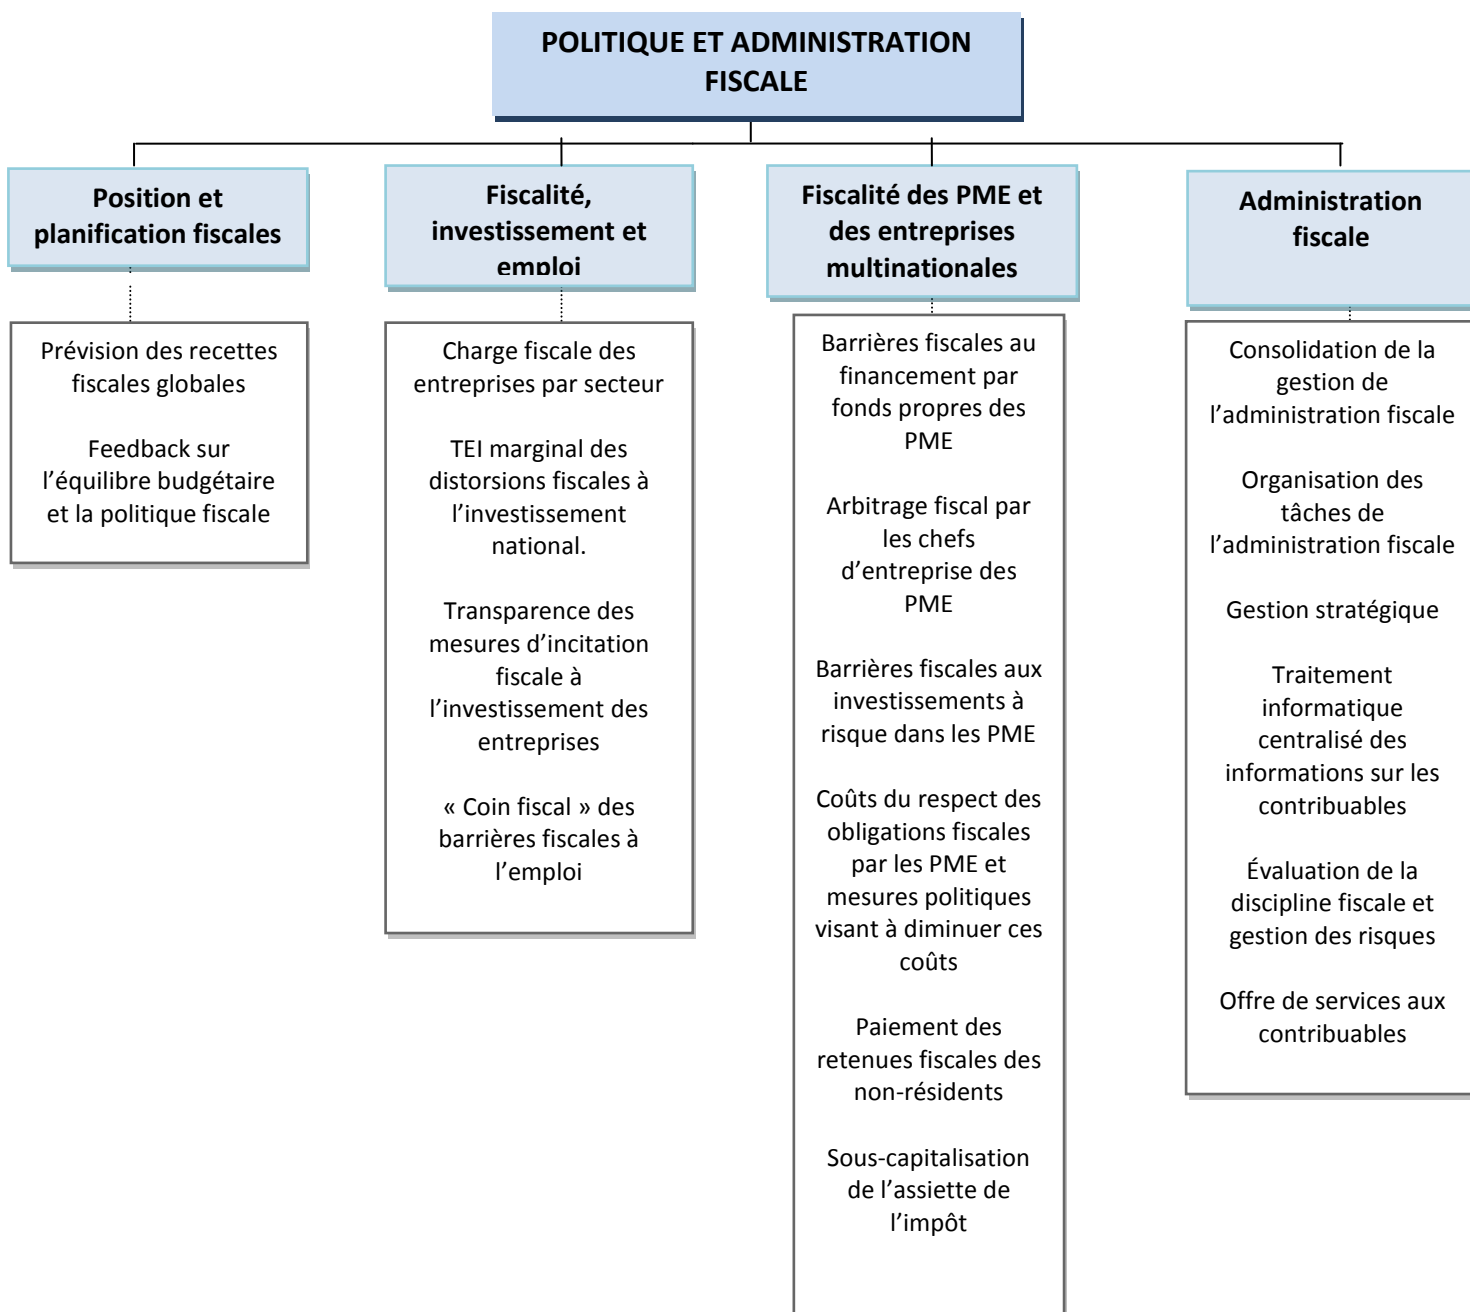 POLITIQUE ET ADMINISTRATION
FISCALE
Position et
planification fiscales
Prévision des recettes
fiscales globales
Feedback sur
l’équilibre budgétaire
et la politique fiscale
Fiscalité,
investissement et
emploi
Charge fiscale des
entreprises par secteur
TEI marginal des
distorsions fiscales à
l’investissement
national.
Transparence des
mesures d’incitation
fiscale à
l’investissement des
entreprises
« Coin fiscal » des
barrières fiscales à
l’emploi
Fiscalité des PME et
des entreprises
multinationales
Barrières fiscales au
financement par
fonds propres des
PME
Arbitrage fiscal par
les chefs
d’entreprise des
PME
Barrières fiscales aux
investissements à
risque dans les PME
Coûts du respect des
obligations fiscales
par les PME et
mesures politiques
visant à diminuer ces
coûts
Paiement des
retenues fiscales des
non-résidents
Sous-capitalisation
de l’assiette de
l’impôt
Administration
fiscale
Consolidation de la
gestion de
l’administration fiscale
Organisation des
tâches de
l’administration fiscale
Gestion stratégique
Traitement
informatique
centralisé des
informations sur les
contribuables
Évaluation de la
discipline fiscale et
gestion des risques
Offre de services aux
contribuables